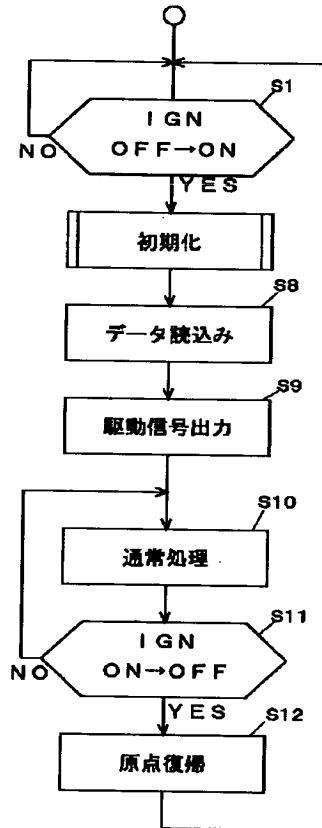 S1
IGN
OFF→ON
NO
YES
初期化
S8
データ読込み
S9
駆動信号出力
S10
通常処理
S11
IGN
ON→OFF
NO
YES
S12
原点復帰